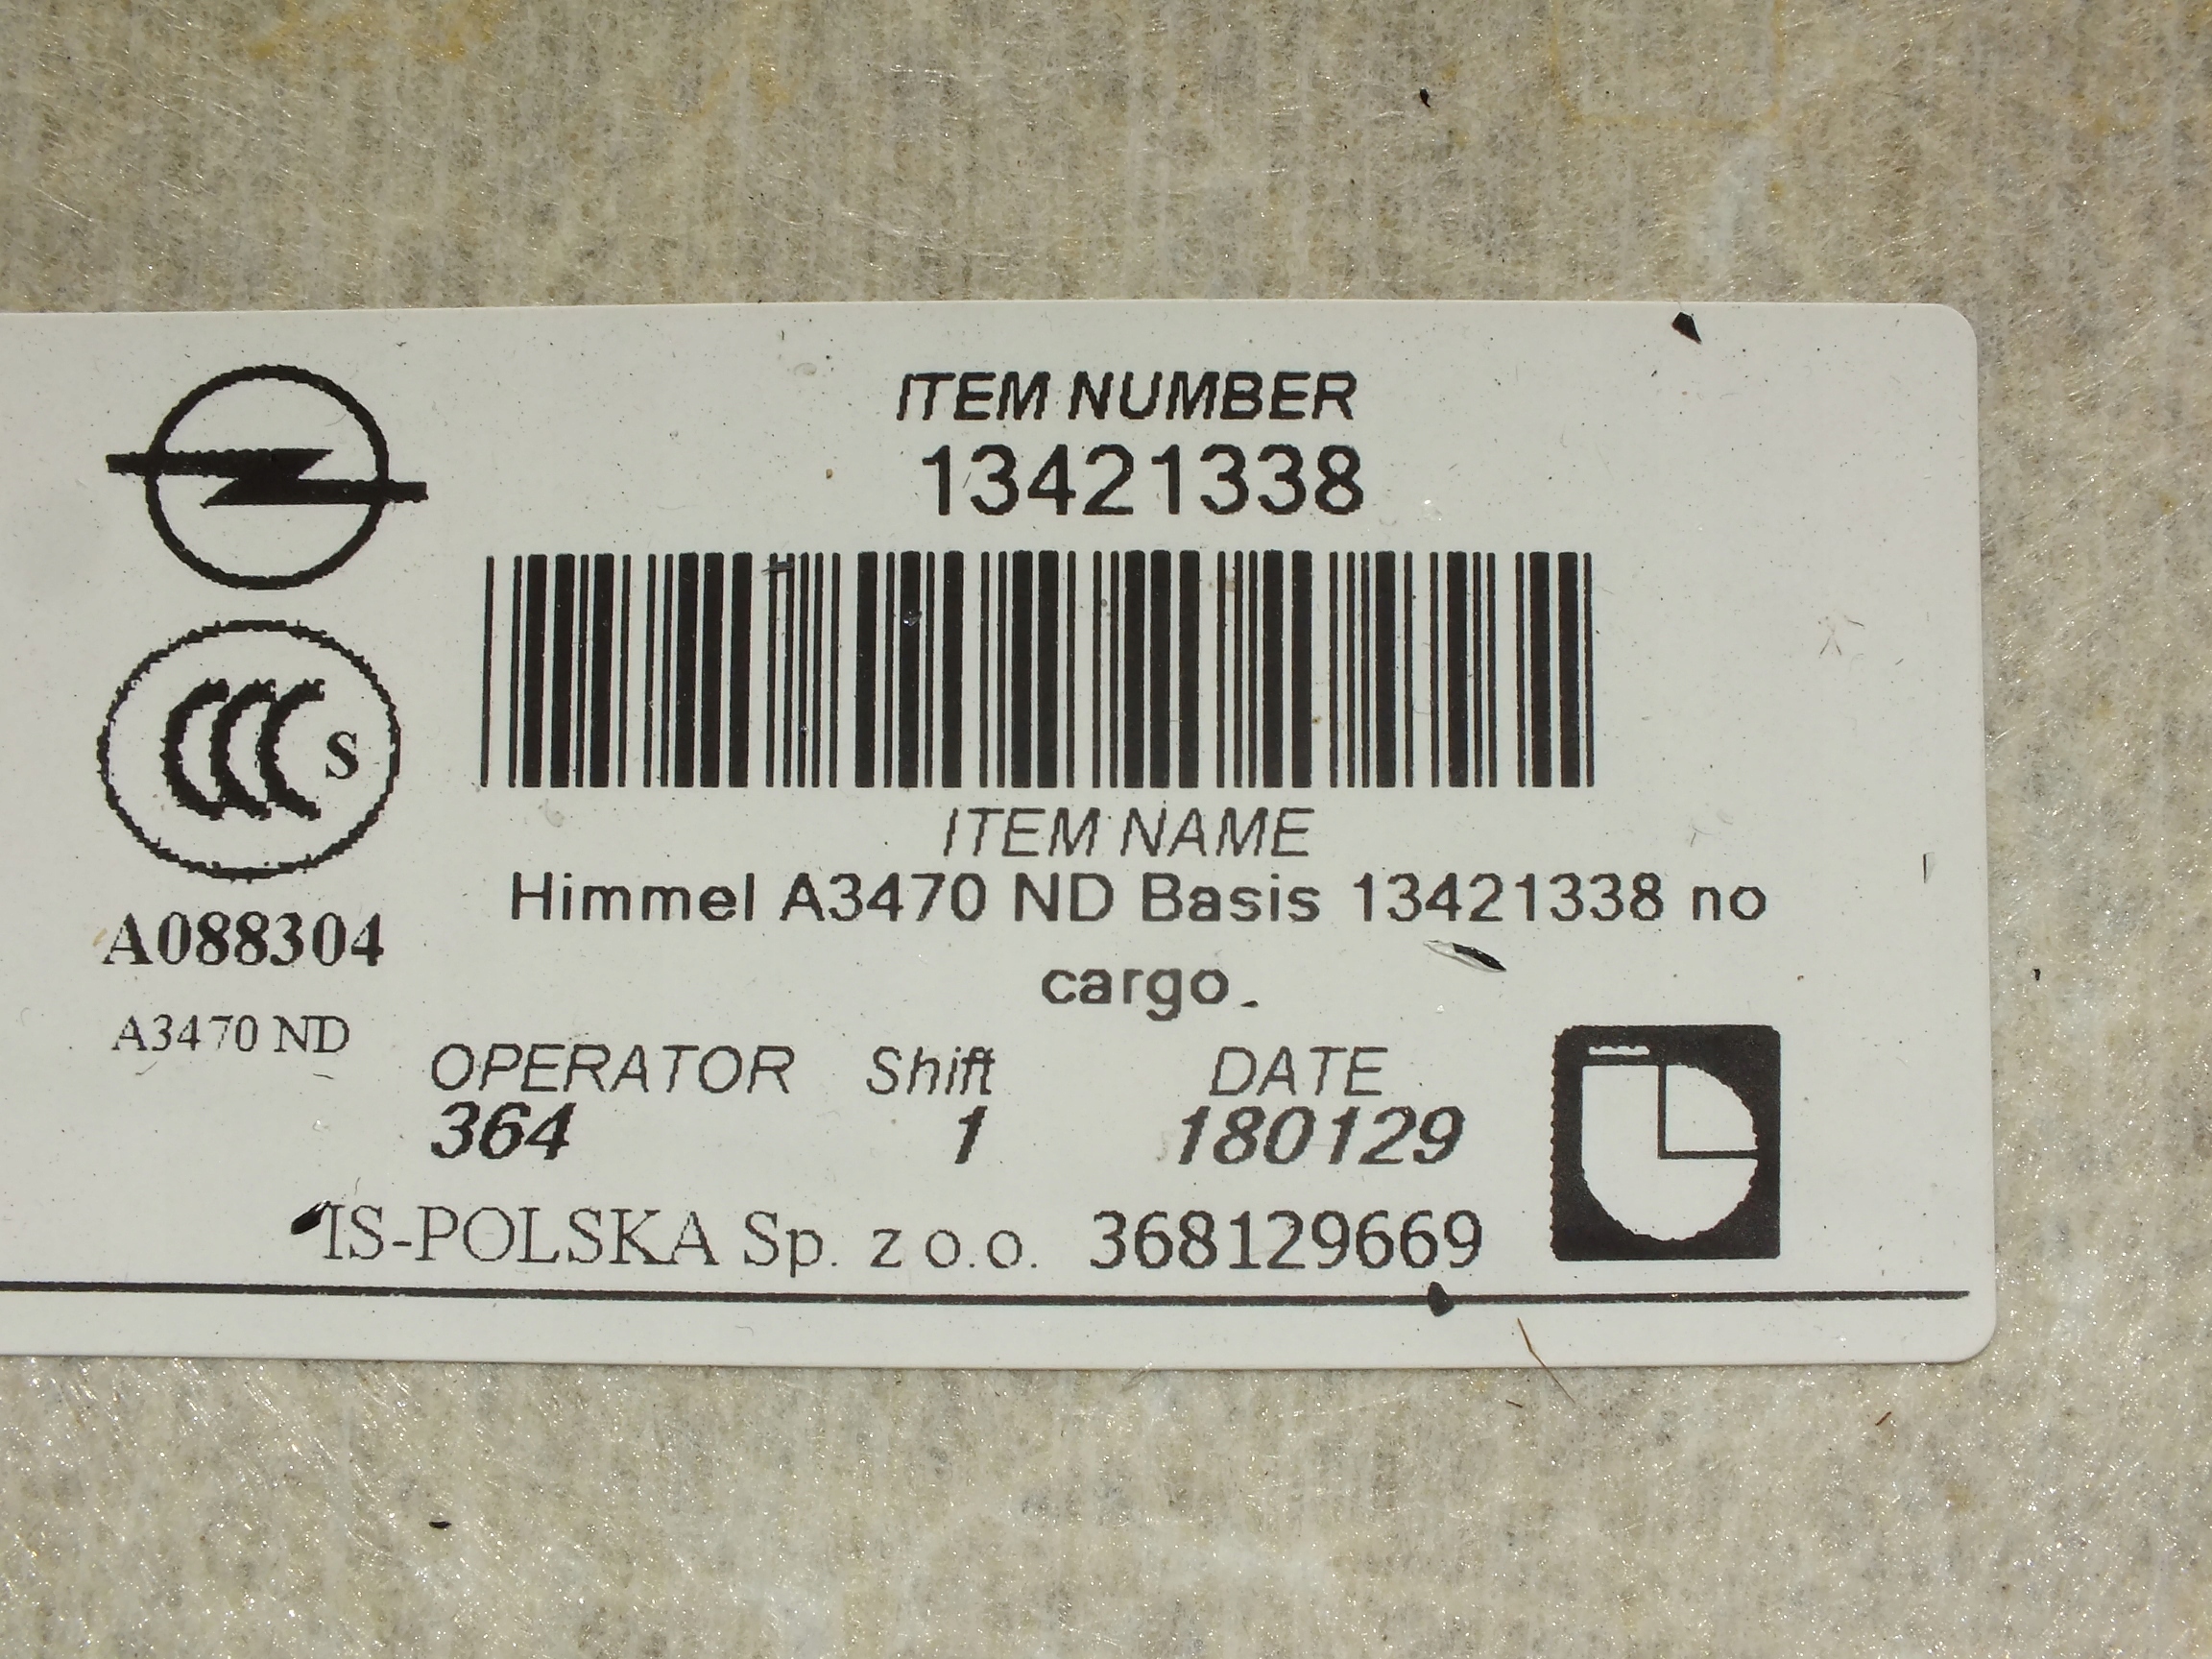 ITEM NUMBER
13421338
CCC S
ITEM NAME
Himmel A3470 ND Basis 13421338 no
cargo.
A088304
A3470 ND
OPERATOR Shift DATE
364 1 180129
IS-POLSKA Sp. z o.o. 368129669